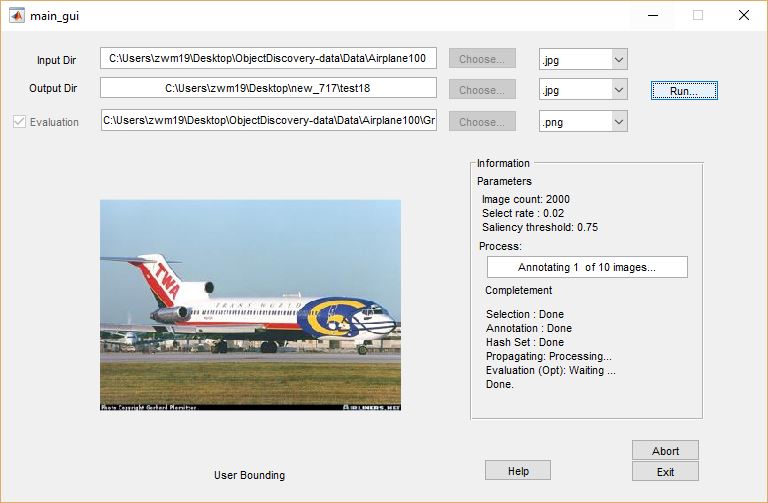 main_gui
Input Dir
C:\Users\zwm19\Desktop\ObjectDiscovery-data\Data\Airplane100
Choose...
.jpg
Output Dir
C:\Users\zwm19\Desktop\new_717\test18
Choose...
.jpg
Run...
Evaluation
C:\Users\zwm19\Desktop\ObjectDiscovery-data\Data\Airplane100\Gr
Choose...
.png
TWA
TRANS WORLD
Photo Copyright Gerhard Plomitzer
AIRLINERS.NET
User Bounding
Information
Parameters
Image count: 2000
Select rate : 0.02
Saliency threshold: 0.75
Process:
Annotating 1 of 10 images...
Completement
Selection : Done
Annotation : Done
Hash Set : Done
Propagating: Processing...
Evaluation (Opt): Waiting ...
Done.
Help
Abort
Exit